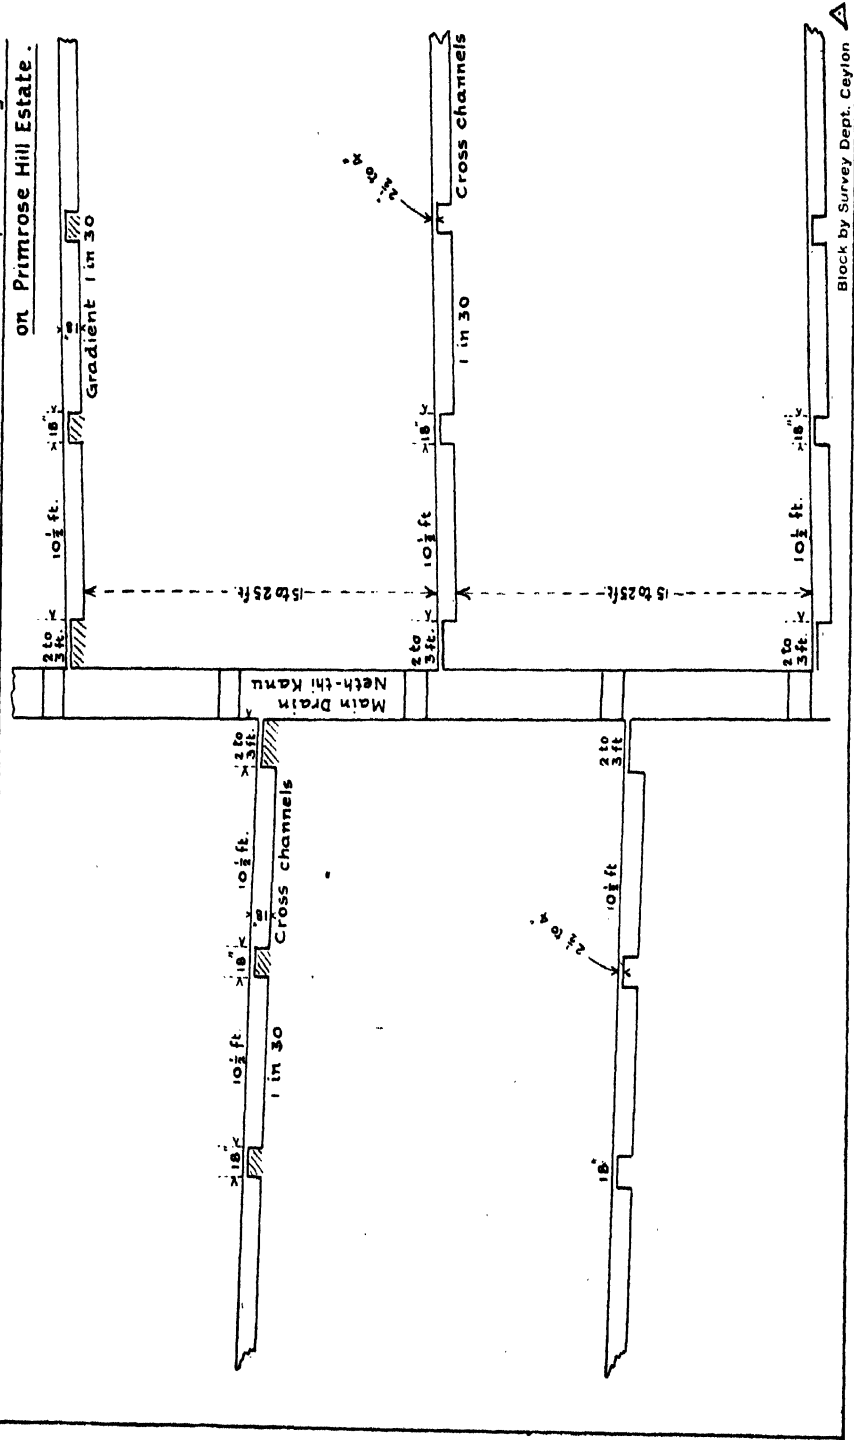 on Primrose Hill Estate.
2 to
3 ft.
10½ ft.
18"
18"
Gradient 1 in 30
15 to 25 ft.
2 to
3 ft.
10½ ft
18"
1 in 30
2½" to 4"
Cross channels
15 to 25 ft.
2 to
3 ft.
10½ ft.
18"
Main Drain
Neth-thi Kanu
2 to
3 ft.
10½ ft.
18"
Cross channels
18"
10½ ft.
1 in 30
18"
2 to
3 ft
10½ ft
2½ to 4"
18"
Block by Survey Dept. Ceylon